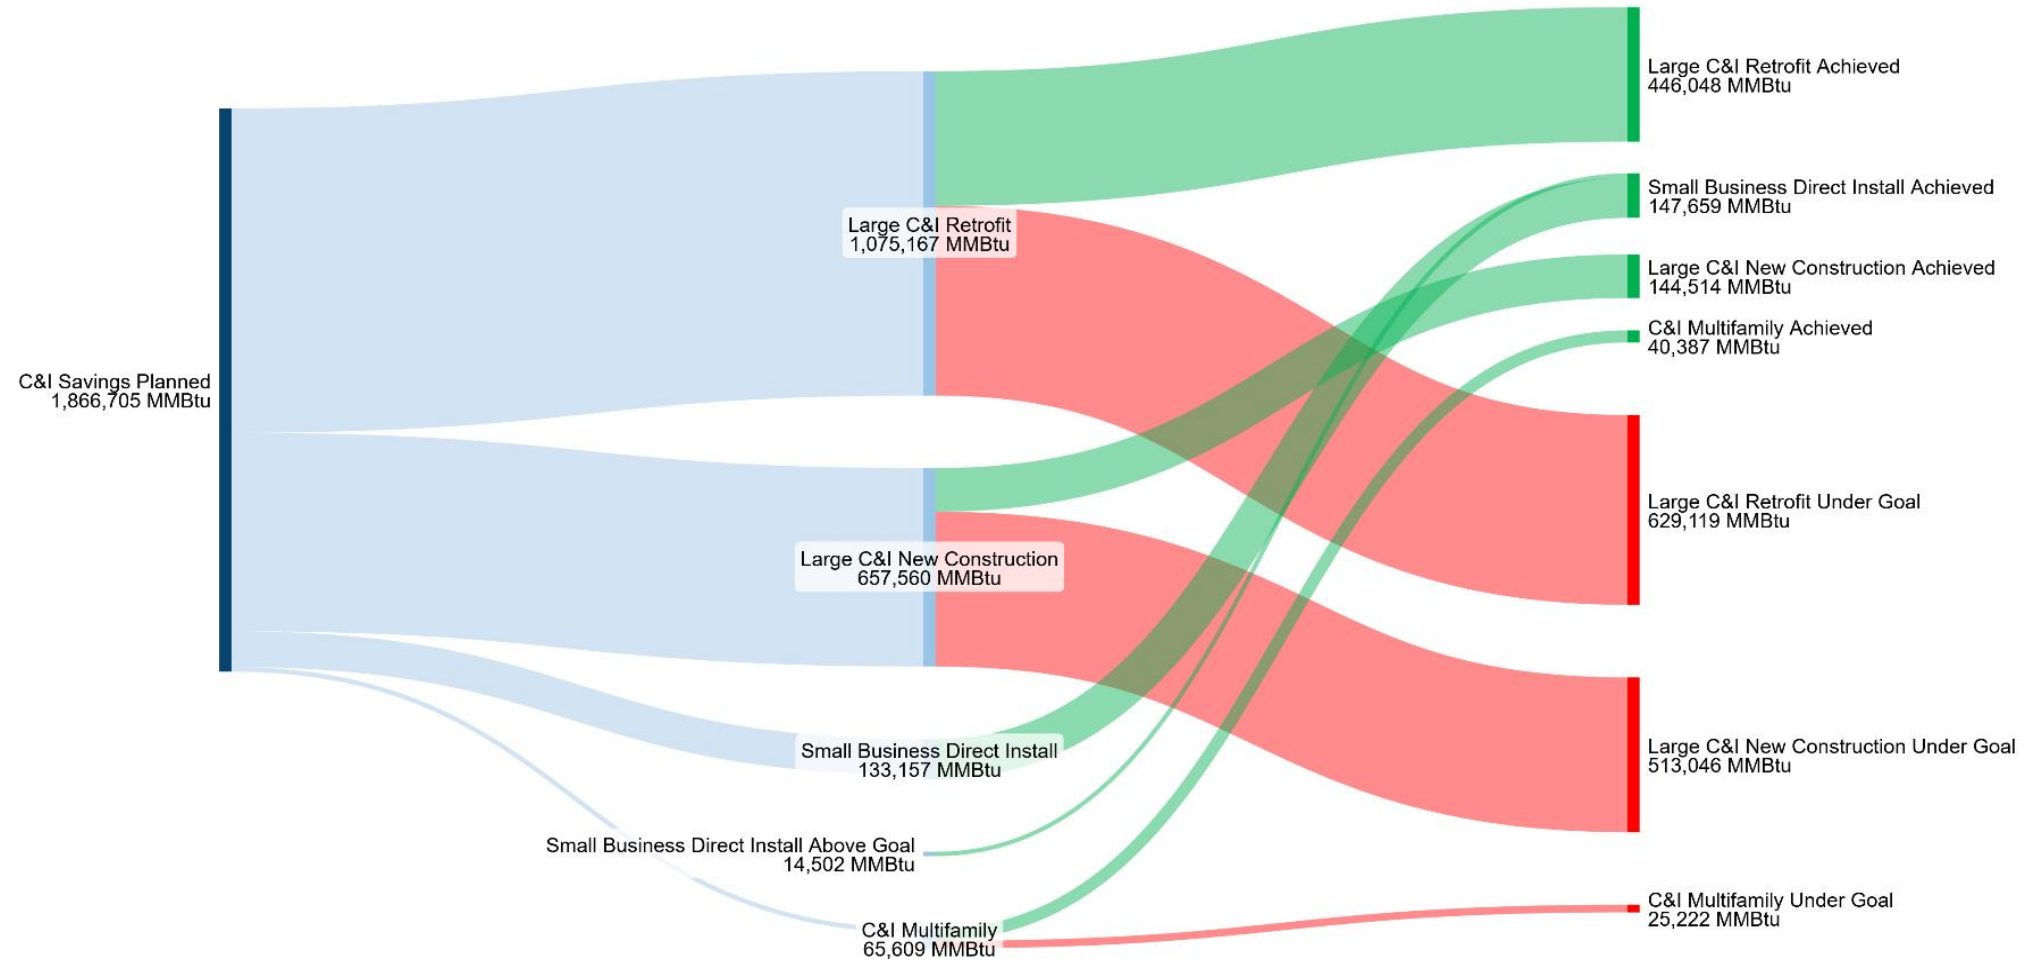 C&I Savings Planned
1,866,705 MMBtu
Large C&I Retrofit
1,075,167 MMBtu
Large C&I New Construction
657,560 MMBtu
Small Business Direct Install
133,157 MMBtu
Small Business Direct Install Above Goal
14,502 MMBtu
C&I Multifamily
65,609 MMBtu
Large C&I Retrofit Achieved
446,048 MMBtu
Small Business Direct Install Achieved
147,659 MMBtu
Large C&I New Construction Achieved
144,514 MMBtu
C&I Multifamily Achieved
40,387 MMBtu
Large C&I Retrofit Under Goal
629,119 MMBtu
Large C&I New Construction Under Goal
513,046 MMBtu
C&I Multifamily Under Goal
25,222 MMBtu